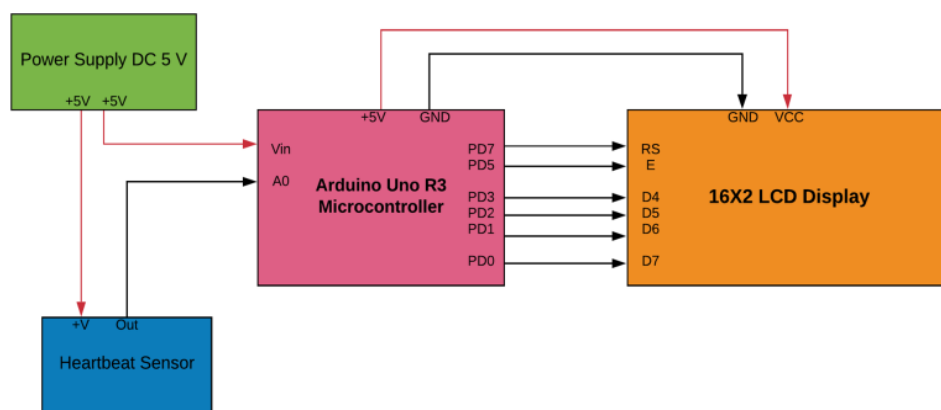 Power Supply DC 5 V
+5V +5V
+5V GND
GND VCC
Vin
A0
Arduino Uno R3
Microcontroller
PD7
PD5
PD3
PD2
PD1
PD0
RS
E
D4
D5
D6
D7
16X2 LCD Display
+V Out
Heartbeat Sensor